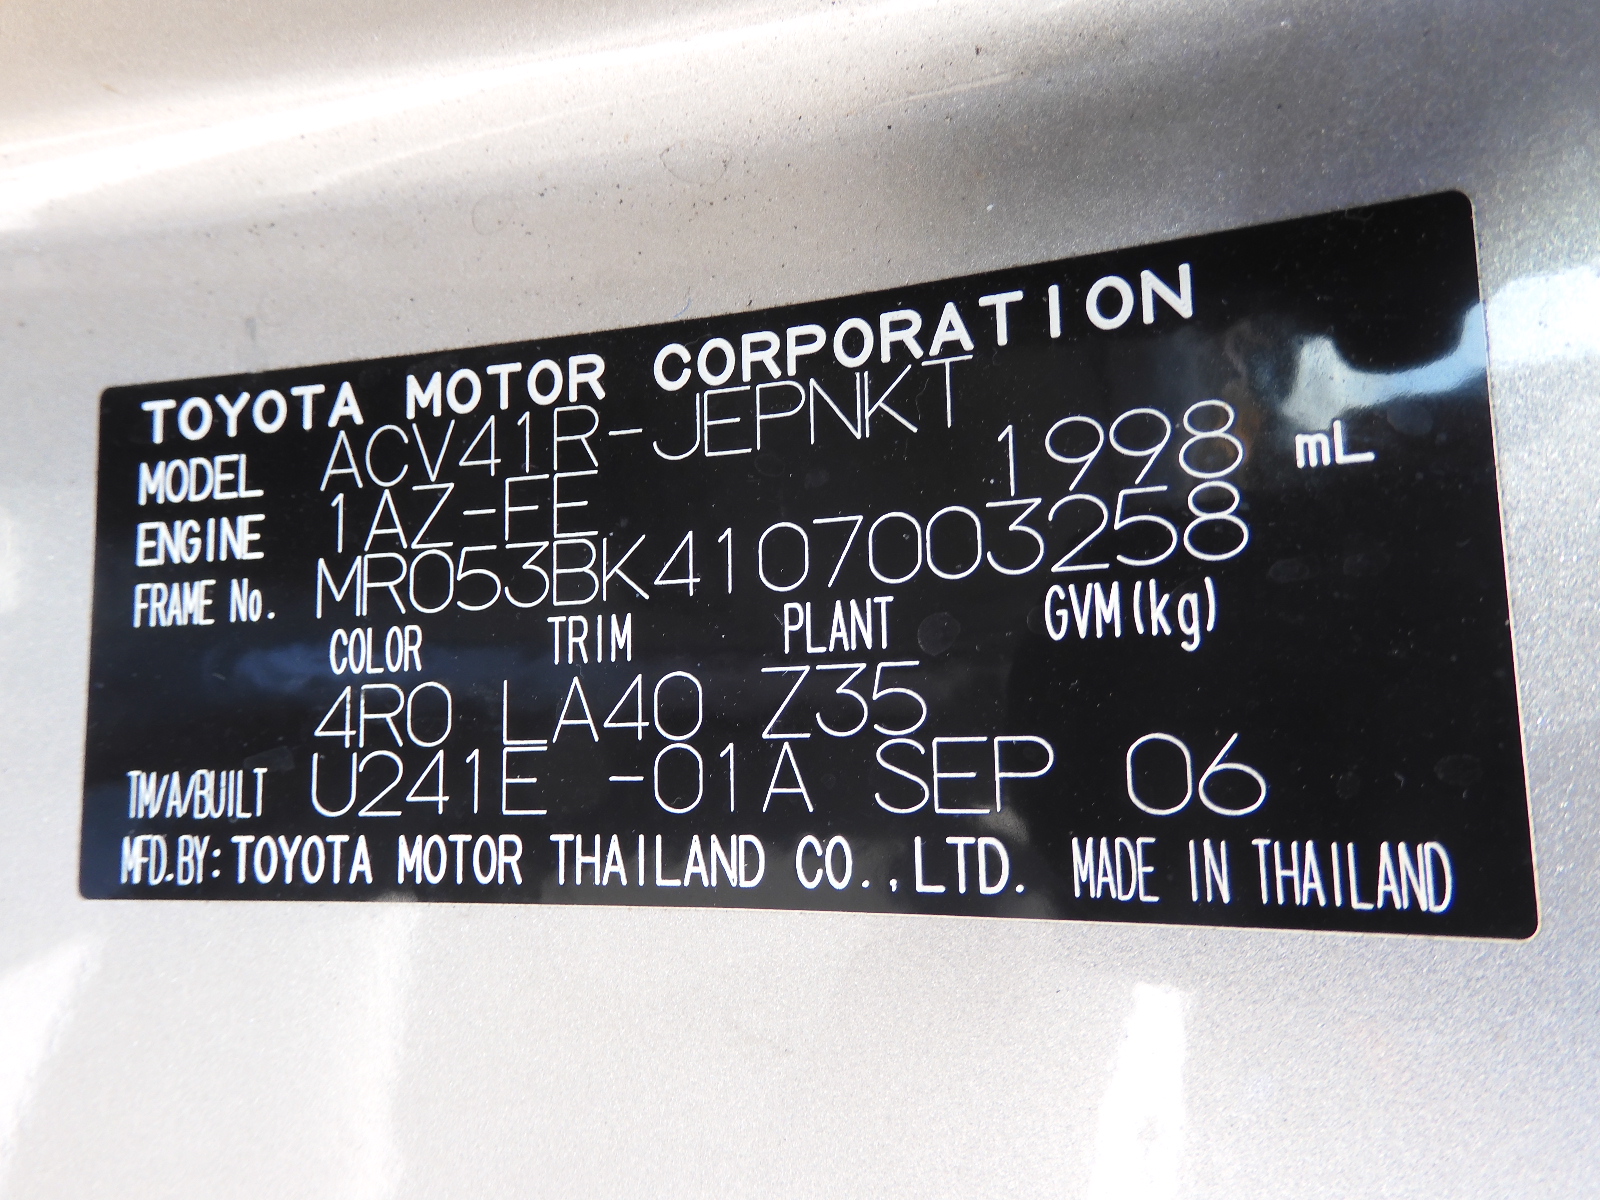 TOYOTA MOTOR CORPORATION
MODEL ACV41R-JEPNKT
ENGINE 1AZ-FE 1998 mL
FRAME No. MR053BK4107003258
COLOR TRIM PLANT GVM(kg)
4R0 LA40 Z35
TM/A/BUILT U241E -01A SEP 06
MFD.BY: TOYOTA MOTOR THAILAND CO.,LTD. MADE IN THAILAND